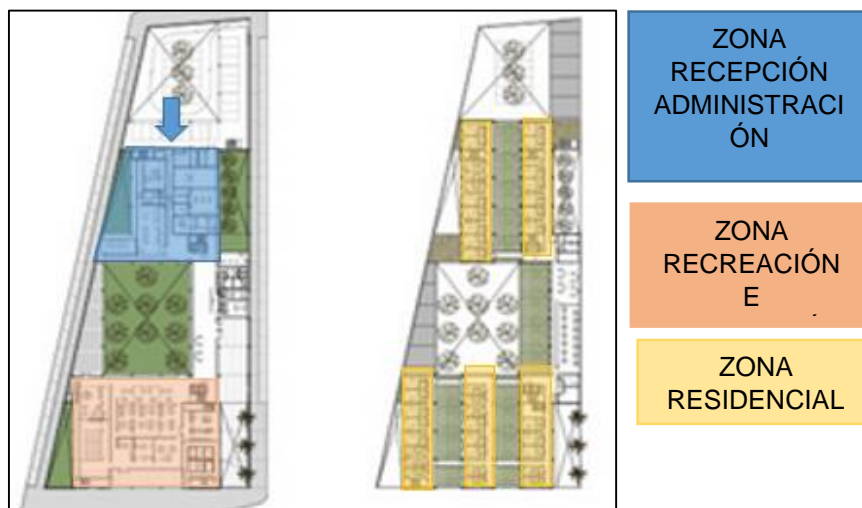 ZONA
RECEPCIÓN
ADMINISTRACI
ÓN
ZONA
RECREACIÓN
E
ZONA
RESIDENCIAL